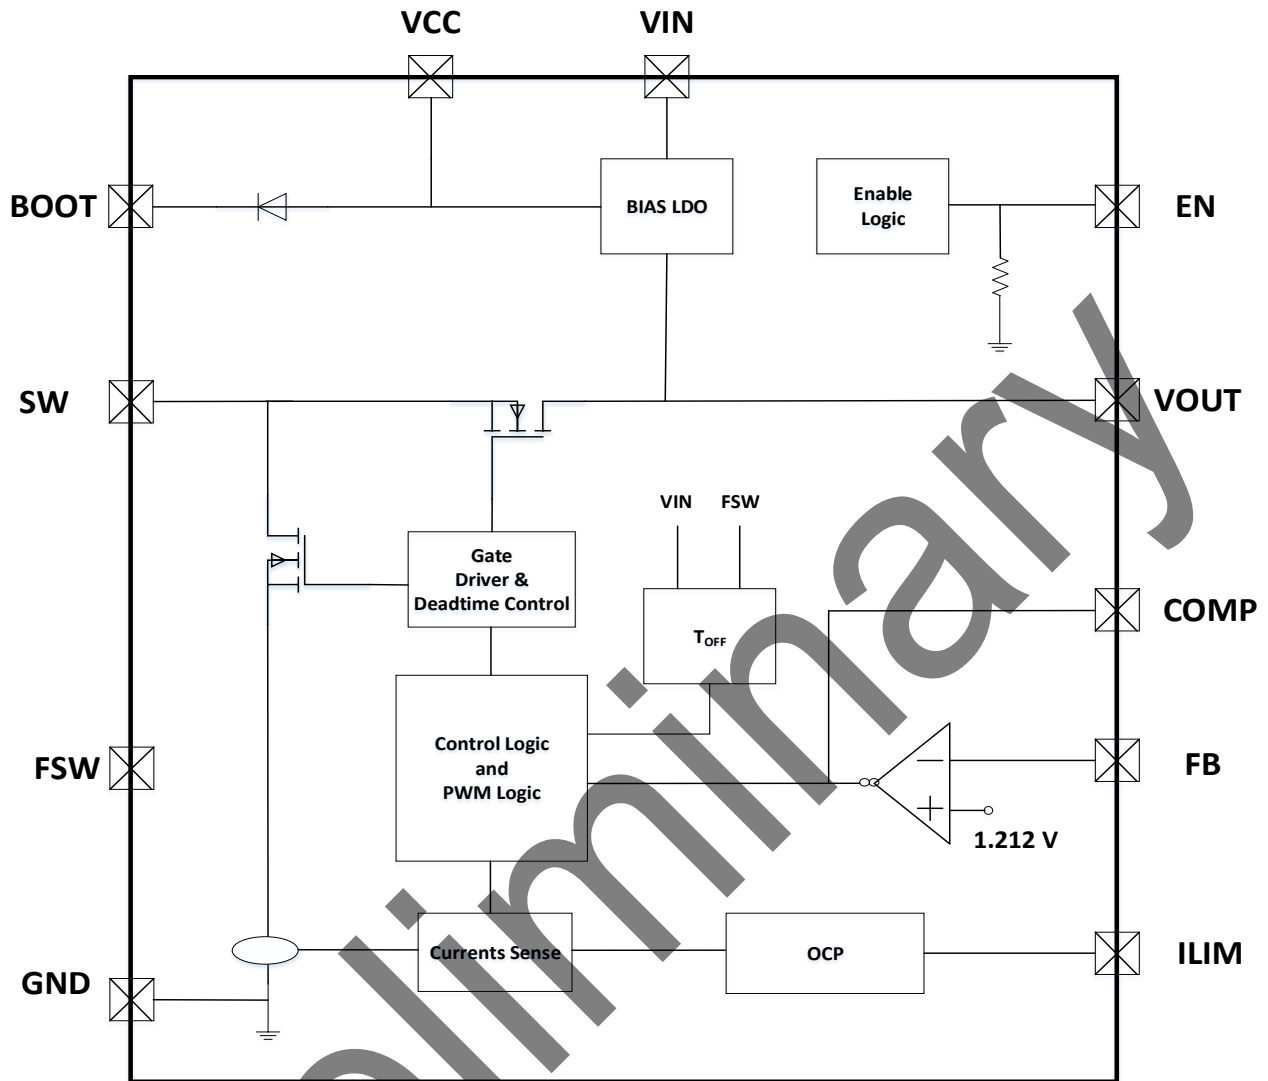 VCC
VIN
BOOT
BIAS LDO
Enable
Logic
EN
SW
VOUT
VIN
FSW
Gate
Driver &
Deadtime Control
TOFF
COMP
Control Logic
and
PWM Logic
FSW
FB
1.212 V
Currents Sense
OCP
ILIM
GND
eliminary